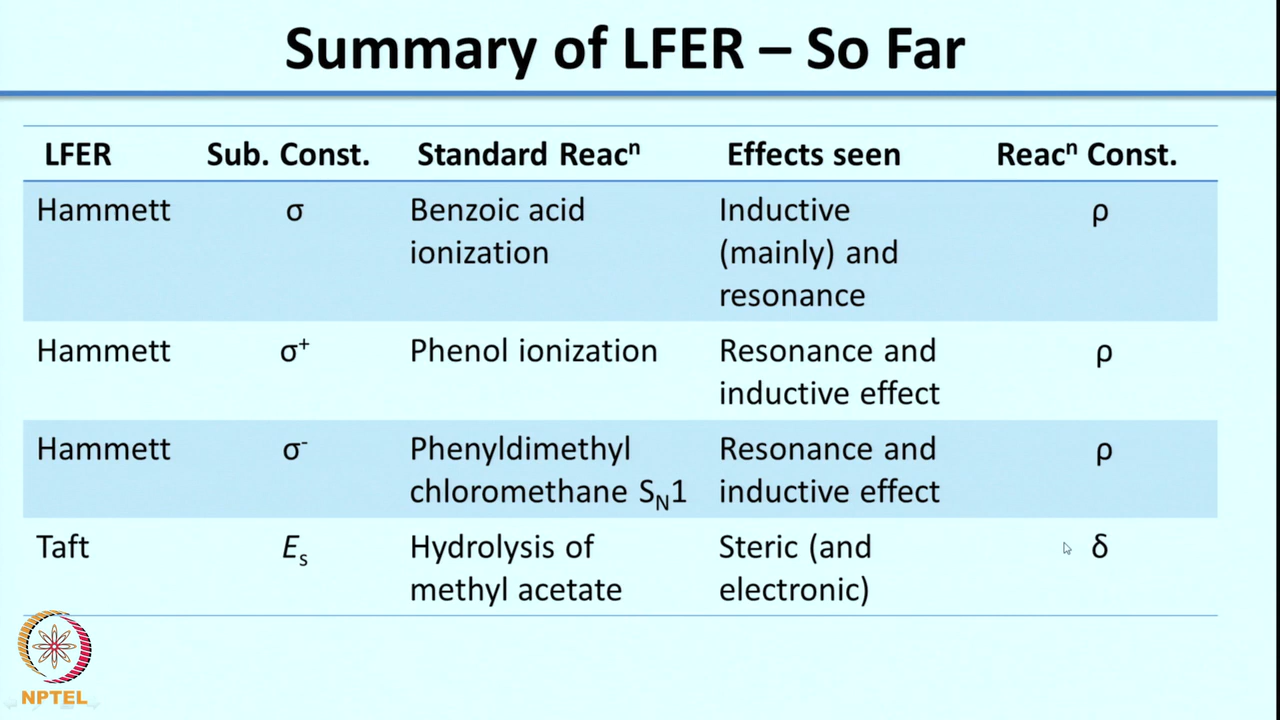 Summary of LFER – So Far
LFER Sub. Const. Standard Reacⁿ Effects seen Reacⁿ Const.
Hammett σ Benzoic acid ionization Inductive (mainly) and resonance ρ
Hammett σ⁺ Phenol ionization Resonance and inductive effect ρ
Hammett σ⁻ Phenyldimethyl chloromethane S_N1 Resonance and inductive effect ρ
Taft E_s Hydrolysis of methyl acetate Steric (and electronic) δ
NPTEL